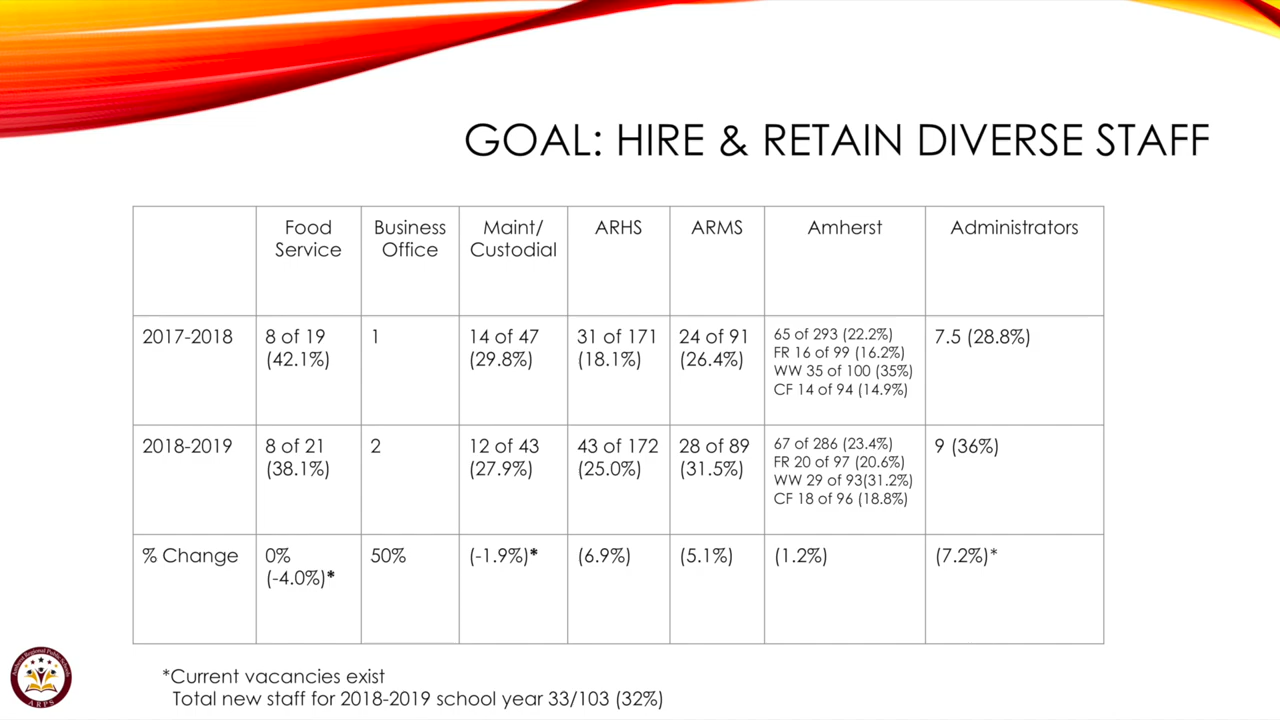 GOAL: HIRE & RETAIN DIVERSE STAFF
Food Service
Business Office
Maint/ Custodial
ARHS
ARMS
Amherst
Administrators
2017-2018
8 of 19
(42.1%)
1
14 of 47
(29.8%)
31 of 171
(18.1%)
24 of 91
(26.4%)
65 of 293 (22.2%)
FR 16 of 99 (16.2%)
WW 35 of 100 (35%)
CF 14 of 94 (14.9%)
7.5 (28.8%)
2018-2019
8 of 21
(38.1%)
2
12 of 43
(27.9%)
43 of 172
(25.0%)
28 of 89
(31.5%)
67 of 286 (23.4%)
FR 20 of 97 (20.6%)
WW 29 of 93(31.2%)
CF 18 of 96 (18.8%)
9 (36%)
% Change
0%
(-4.0%)*
50%
(-1.9%)*
(6.9%)
(5.1%)
(1.2%)
(7.2%)*
*Current vacancies exist
Total new staff for 2018-2019 school year 33/103 (32%)
Amherst Regional Public Schools
ARPS